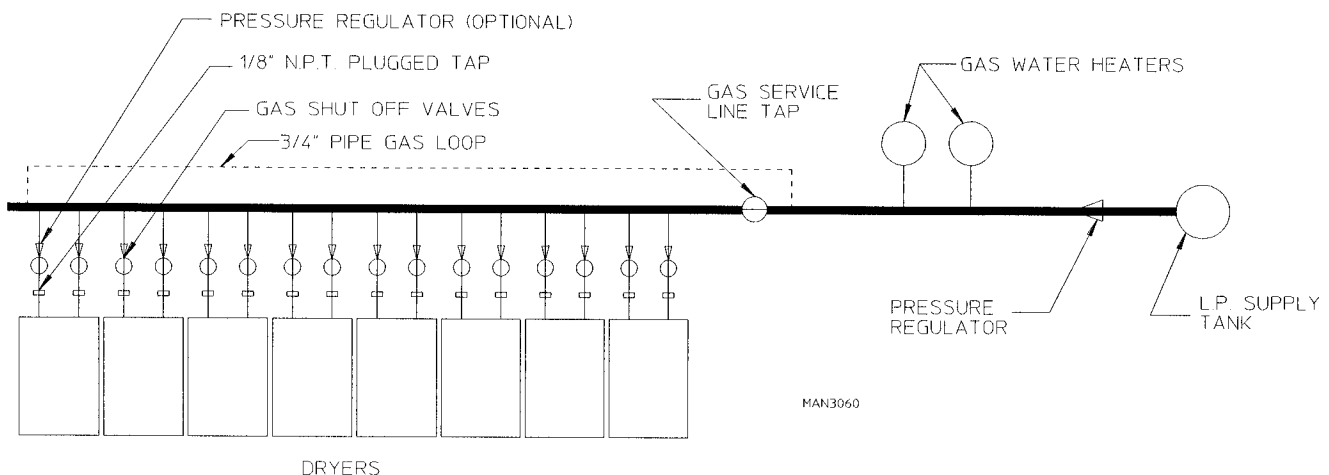 PRESSURE REGULATOR (OPTIONAL)
1/8" N.P.T. PLUGGED TAP
GAS SHUT OFF VALVES
3/4" PIPE GAS LOOP
GAS SERVICE
LINE TAP
GAS WATER HEATERS
PRESSURE
REGULATOR
L.P. SUPPLY
TANK
MAN3060
DRYERS